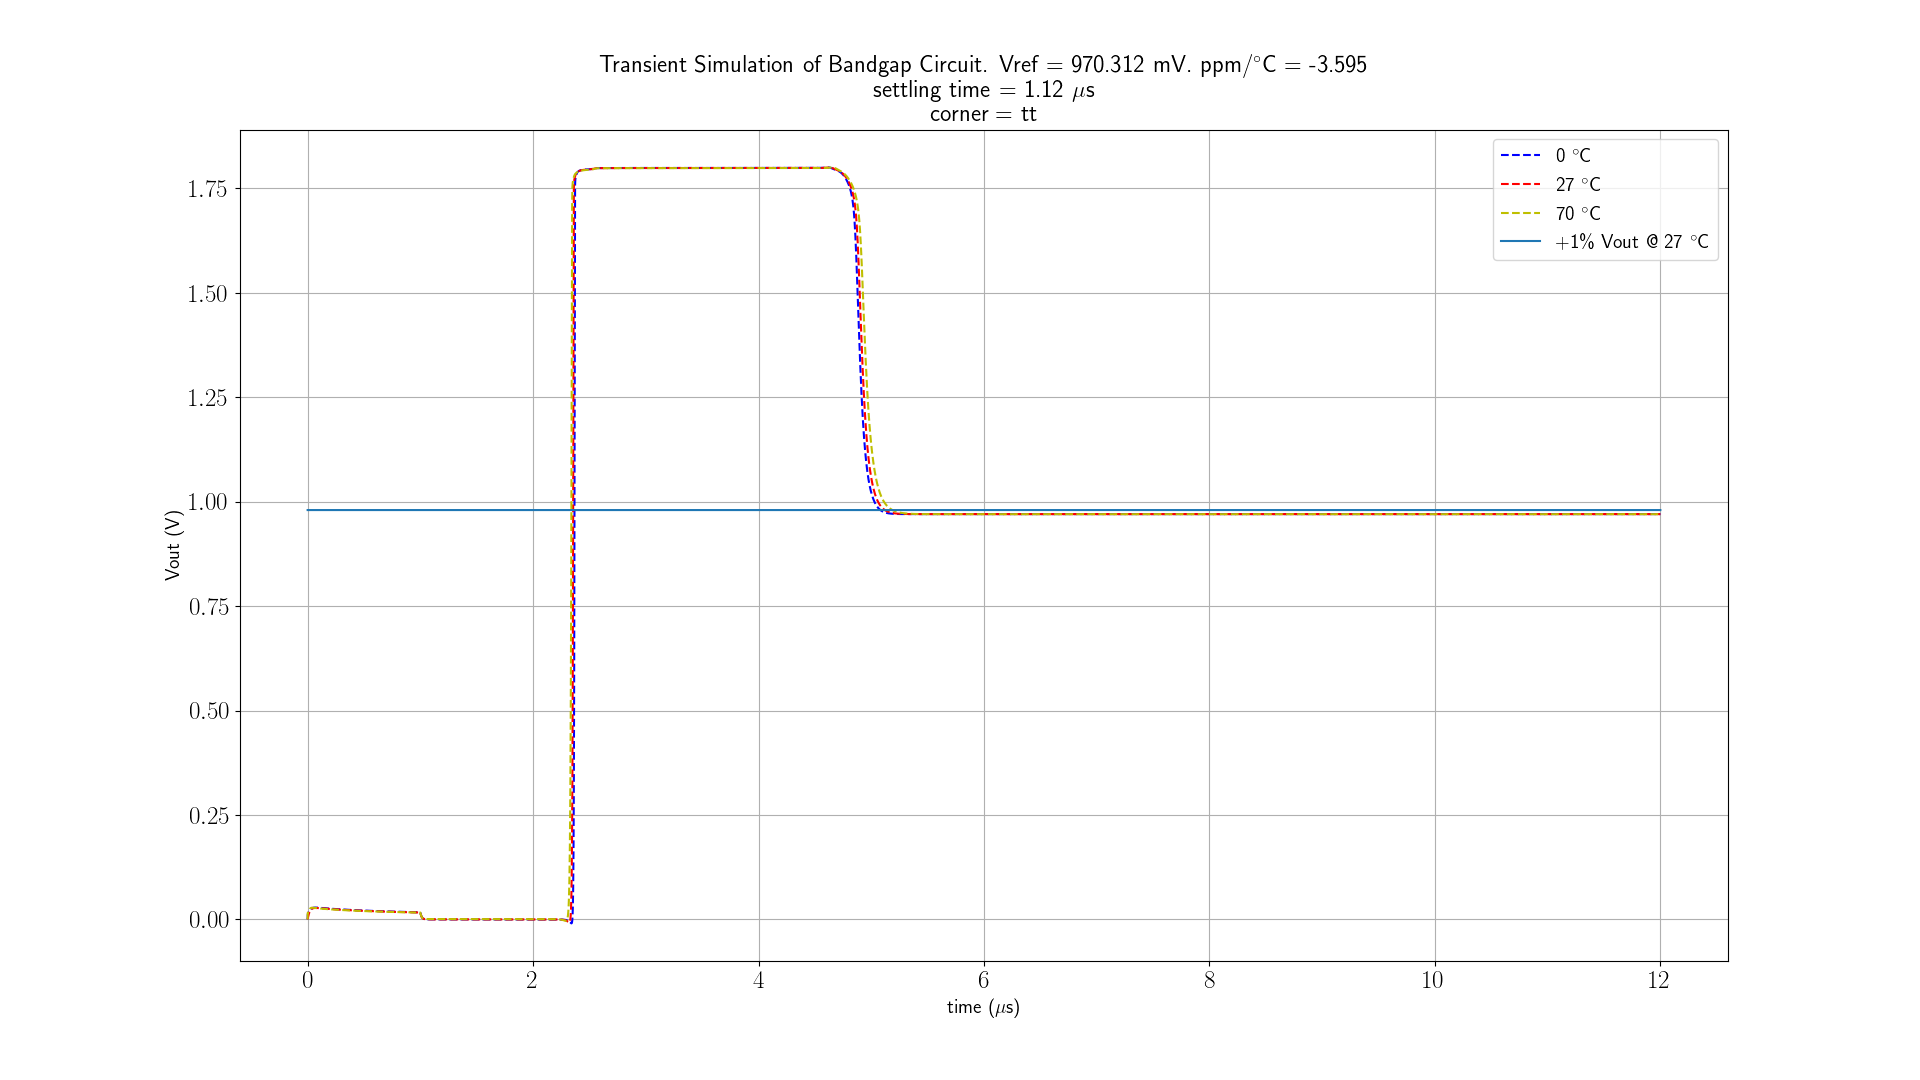 Transient Simulation of Bandgap Circuit. Vref = 970.312 mV. ppm/°C = -3.595
settling time = 1.12 μs
corner = tt
0 °C
27 °C
70 °C
+1% Vout @ 27 °C
1.75
1.50
1.25
1.00
0.75
0.50
0.25
0.00
Vout (V)
0 2 4 6 8 10 12
time (μs)